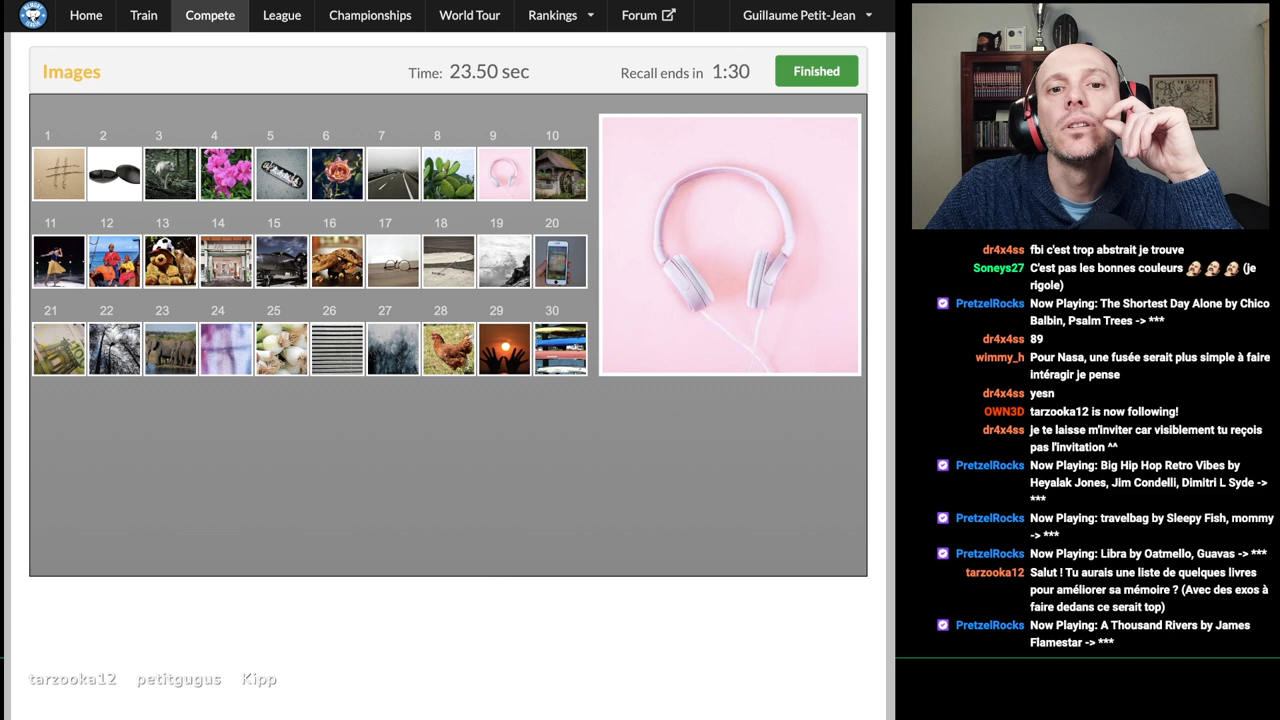 Home Train Compete League Championships World Tour Rankings Forum Guillaume Petit-Jean
Images Time: 23.50 sec Recall ends in 1:30 Finished
1 2 3 4 5 6 7 8 9 10
11 12 13 14 15 16 17 18 19 20
21 22 23 24 25 26 27 28 29 30
tarzooka12 petitgugus Kipp
dr4x4ss fbi c'est trop abstrait je trouve
Soneys27 C'est pas les bonnes couleurs (je
rigole)
PretzelRocks Now Playing: The Shortest Day Alone by Chico
Balbin, Psalm Trees -> ***
dr4x4ss 89
wimmy_h Pour Nasa, une fusée serait plus simple à faire
intéragir je pense
dr4x4ss yesn
OWN3D tarzooka12 is now following!
dr4x4ss je te laisse m'inviter car visiblement tu reçois
pas l'invitation ^^
PretzelRocks Now Playing: Big Hip Hop Retro Vibes by
Heyalak Jones, Jim Condelli, Dimitri L Syde ->
***
PretzelRocks Now Playing: travelbag by Sleepy Fish, mommy
-> ***
PretzelRocks Now Playing: Libra by Oatmello, Guavas -> ***
tarzooka12 Salut ! Tu aurais une liste de quelques livres
pour améliorer sa mémoire ? (Avec des exos à
faire dedans ce serait top)
PretzelRocks Now Playing: A Thousand Rivers by James
Flamestar -> ***